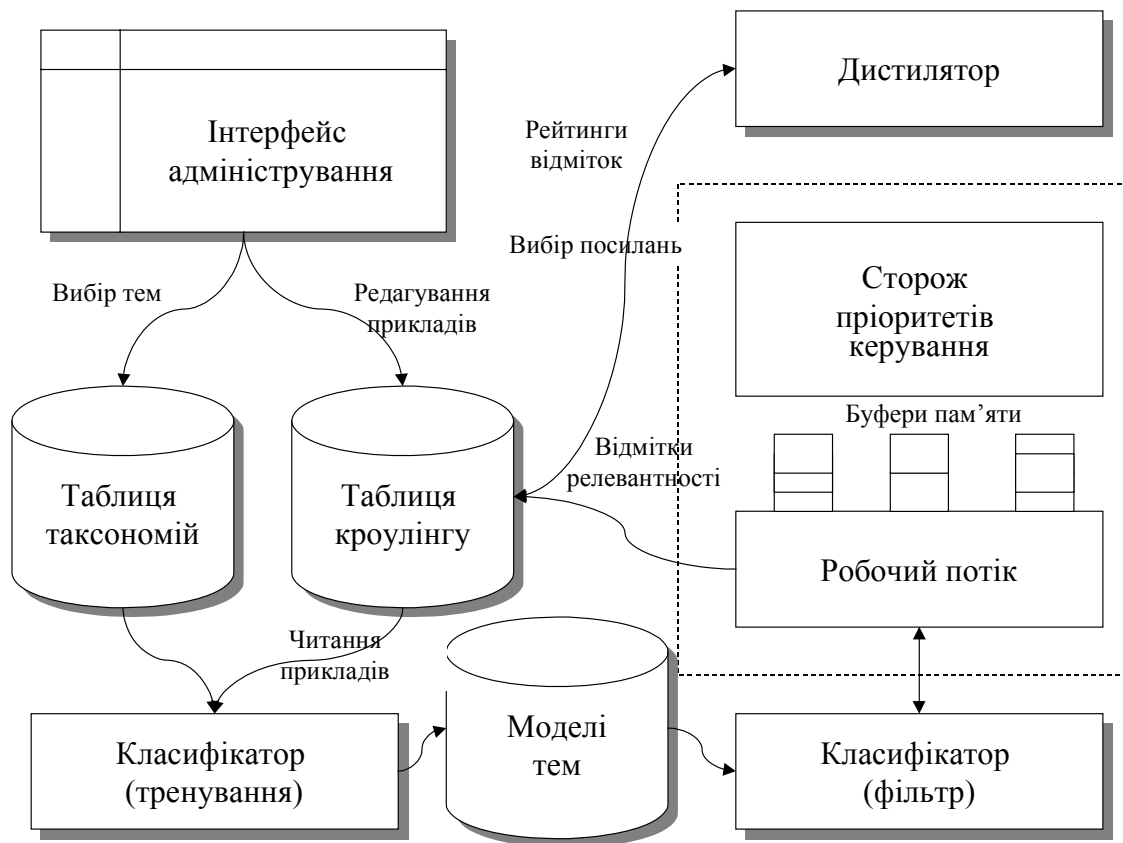 Інтерфейс
адміністрування
Дистилятор
Рейтинги
відміток
Вибір посилань
Вибір тем
Редагування
прикладів
Сторож
пріоритетів
керування
Буфери пам’яти
Відмітки
релевантності
Таблиця
таксономій
Таблиця
кроулінгу
Робочий потік
Читання
прикладів
Класифікатор
(тренування)
Моделі
тем
Класифікатор
(фільтр)